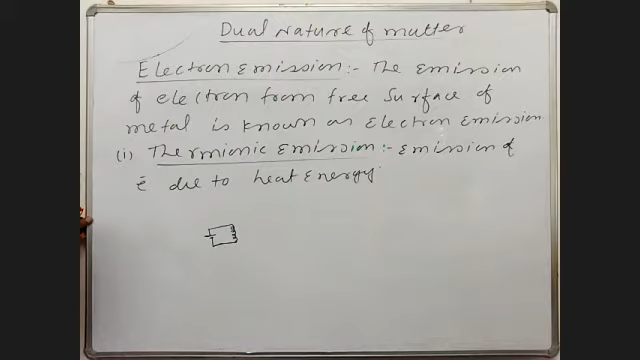 Dual Nature of matter
Electron Emission:- The emission
of electron from free surface of
metal is known as Electron Emission
(i) Thermionic Emission:- Emission of
ē due to heat Energy